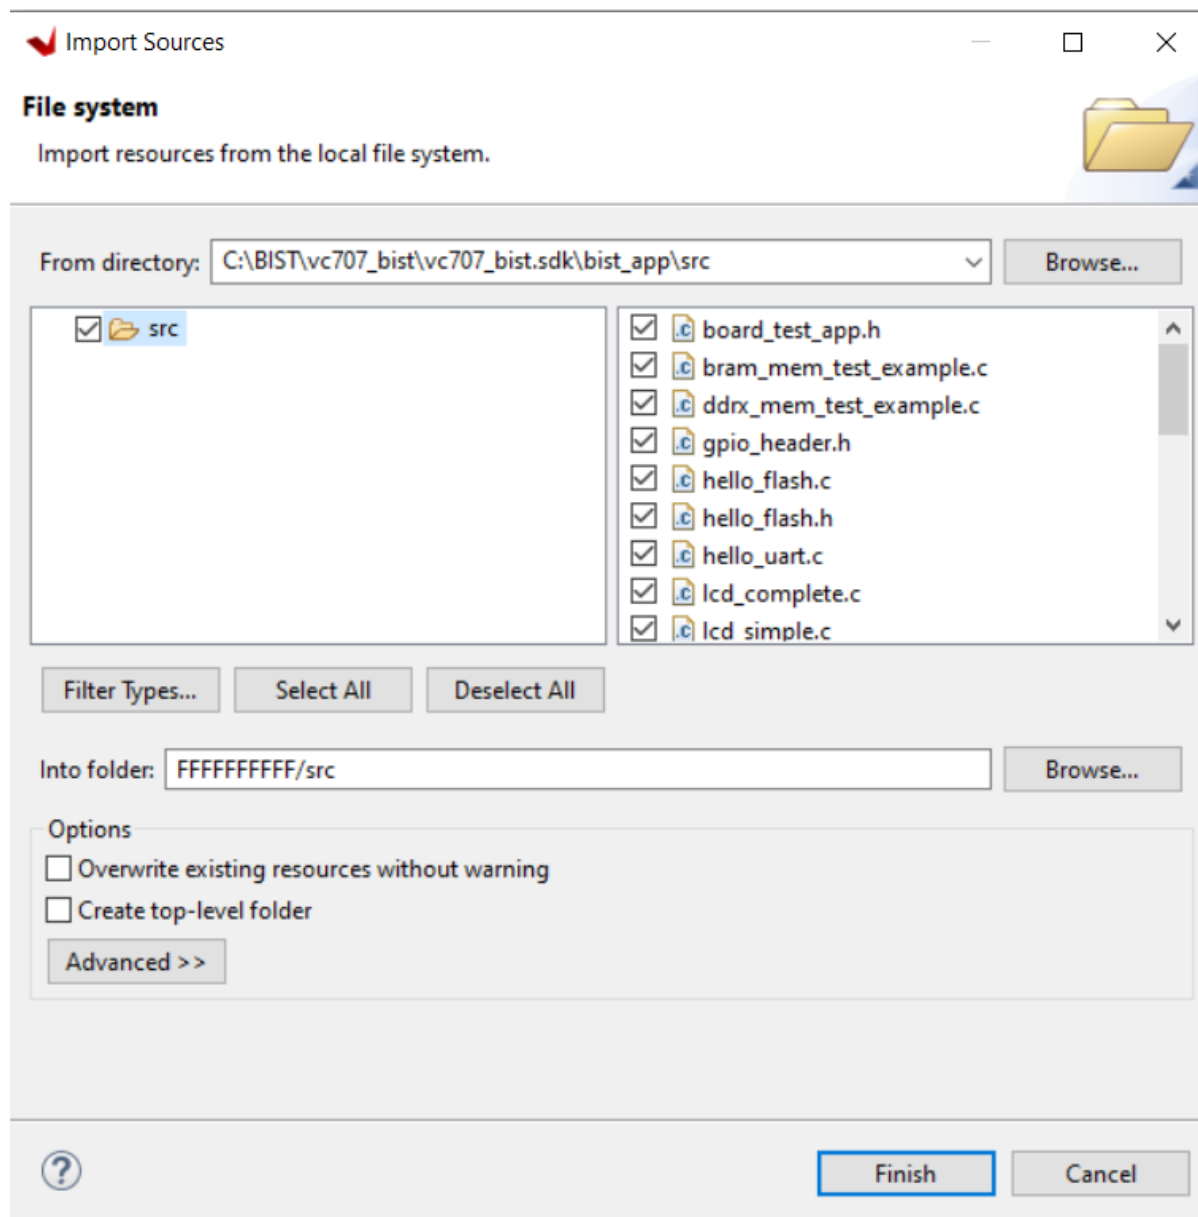 Import Sources
File system
Import resources from the local file system.
From directory: C:\BIST\vc707_bist\vc707_bist.sdk\bist_app\src Browse...
src
board_test_app.h
bram_mem_test_example.c
ddrx_mem_test_example.c
gpio_header.h
hello_flash.c
hello_flash.h
hello_uart.c
lcd_complete.c
lcd_simple.c
Filter Types... Select All Deselect All
Into folder: FFFFFFFFFF/src Browse...
Options
Overwrite existing resources without warning
Create top-level folder
Advanced >>
Finish Cancel